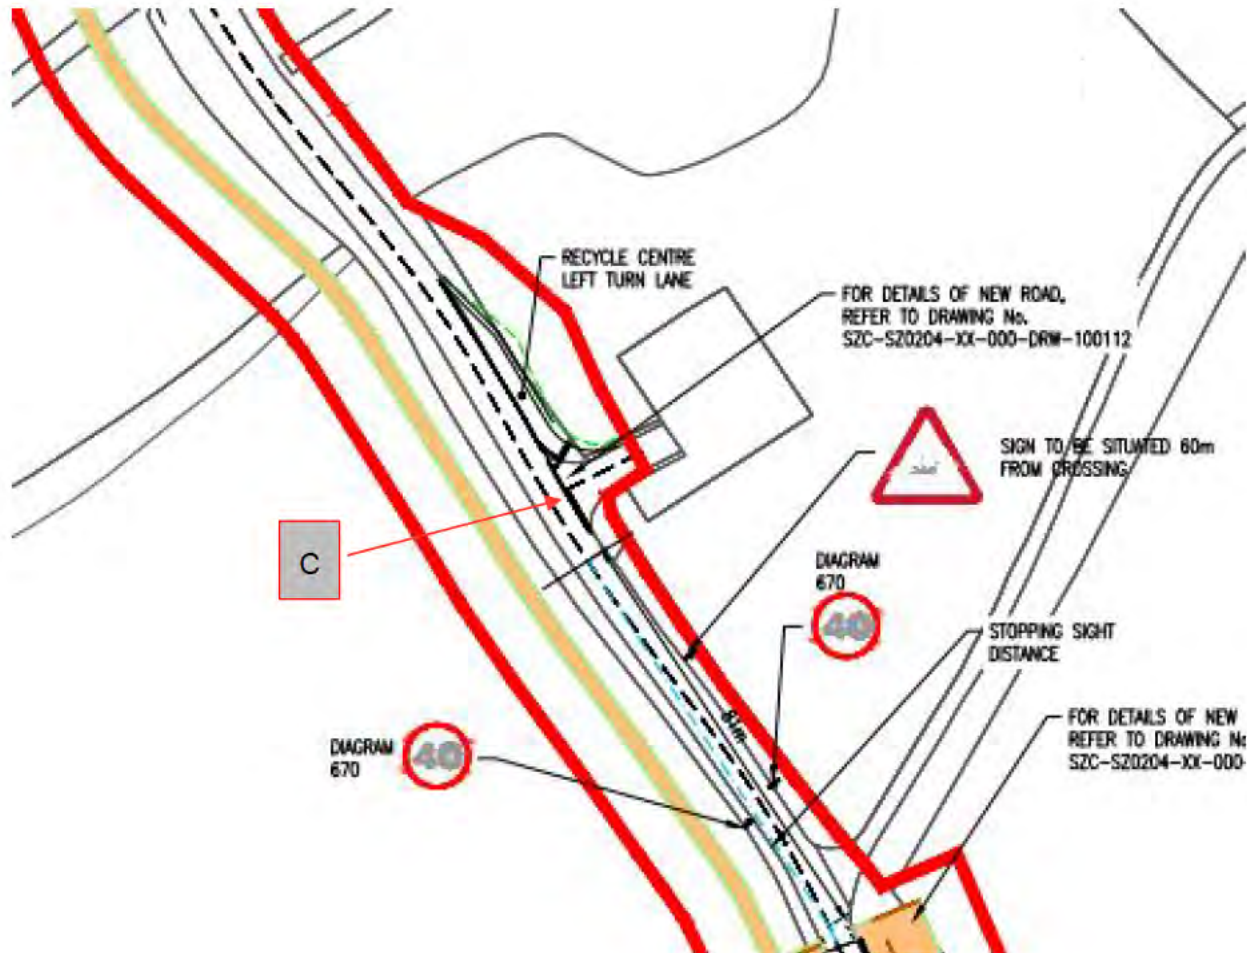 RECYCLE CENTRE
LEFT TURN LANE
FOR DETAILS OF NEW ROAD,
REFER TO DRAWING No.
SZC-SZ0204-XX-000-DRW-100112
SIGN TO BE SITUATED 60m
FROM CROSSING
C
DIAGRAM
670
40
STOPPING SIGHT
DISTANCE
81m
FOR DETAILS OF NEW
REFER TO DRAWING No
SZC-SZ0204-XX-000
DIAGRAM
670
40